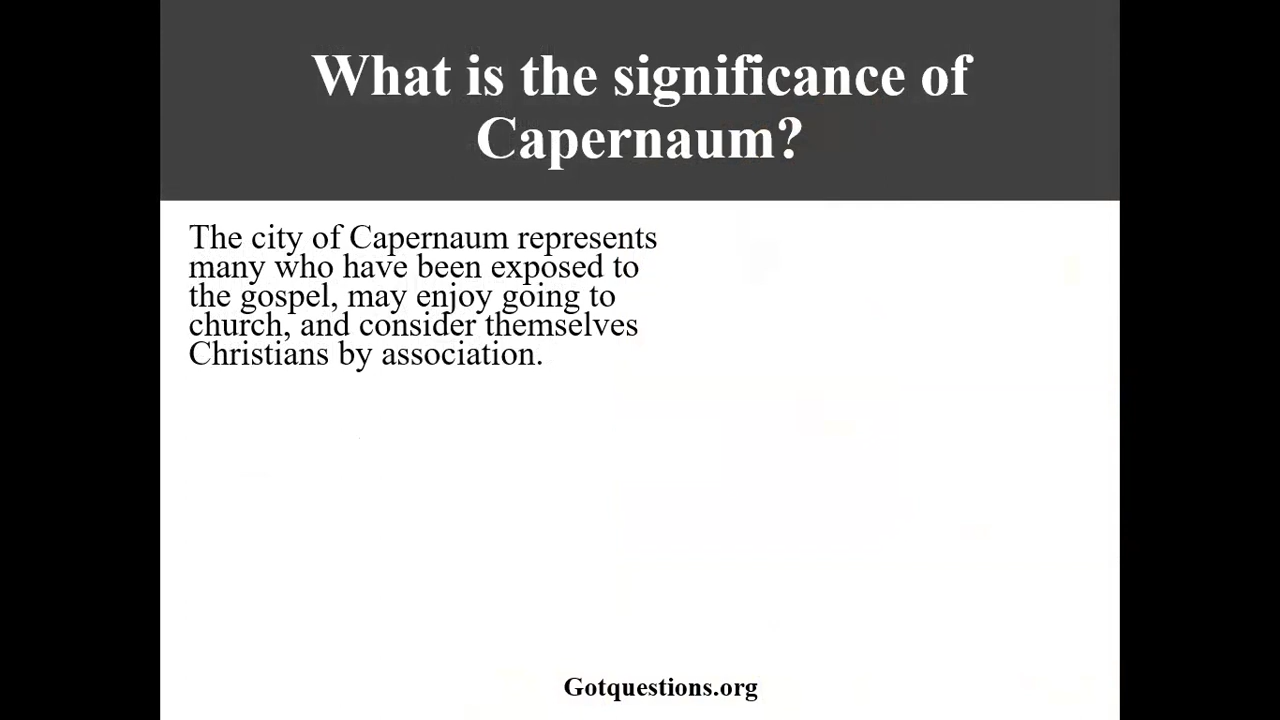 What is the significance of
Capernaum?
The city of Capernaum represents
many who have been exposed to
the gospel, may enjoy going to
church, and consider themselves
Christians by association.
Gotquestions.org